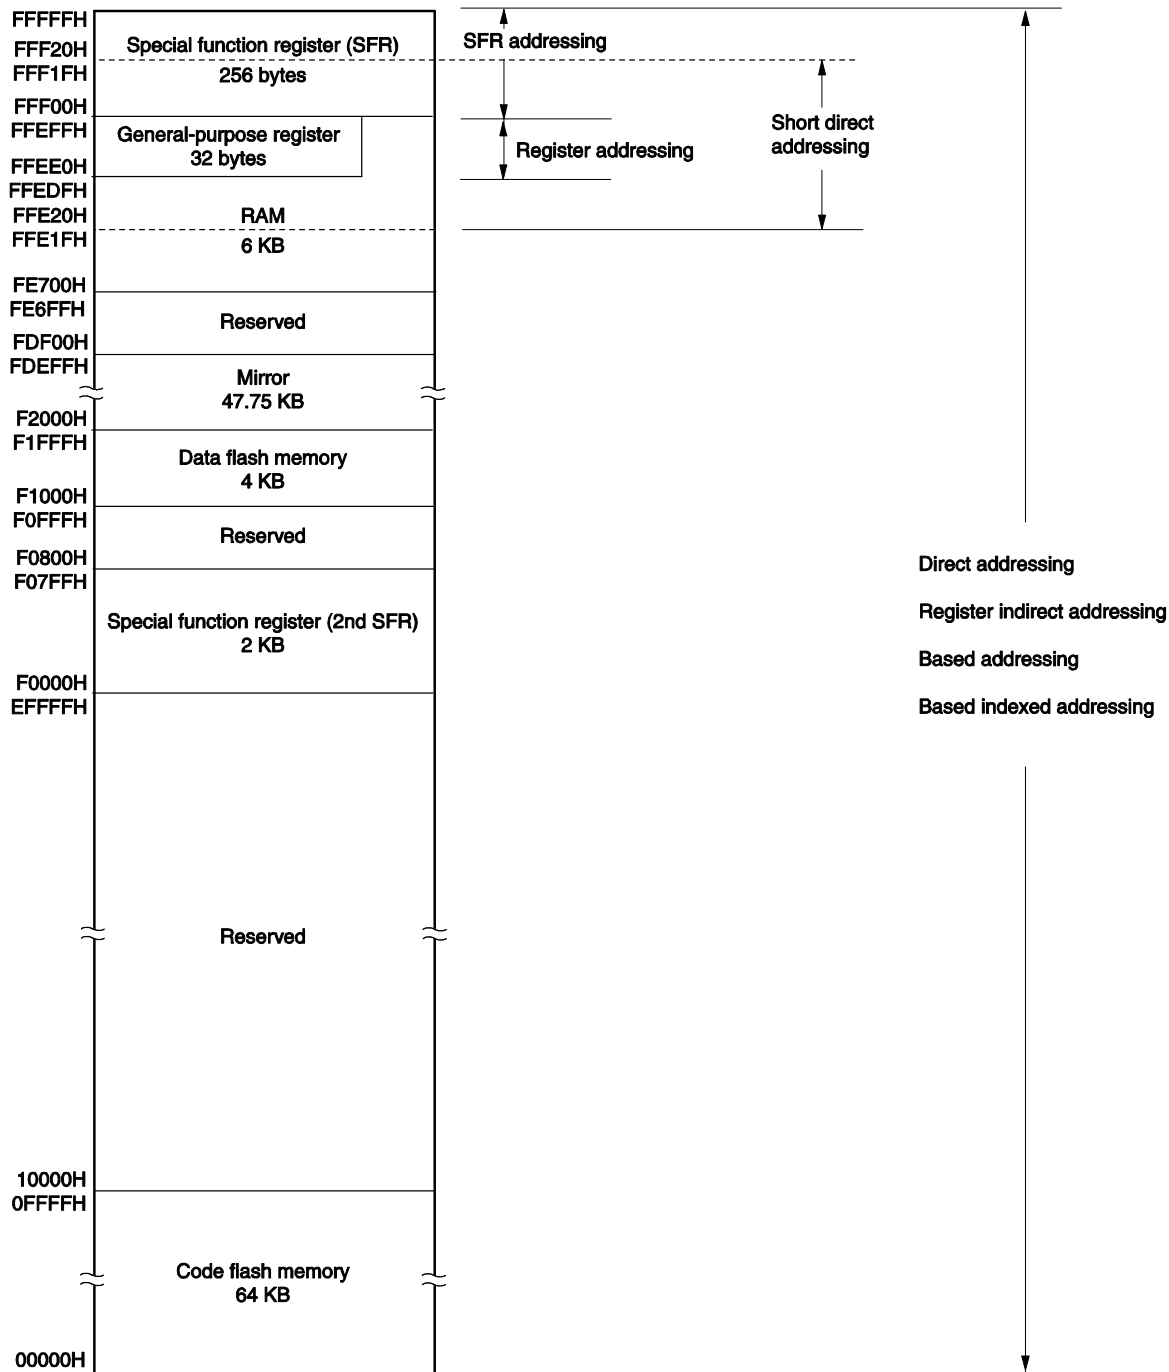 FFFFFH
Special function register (SFR)
256 bytes
SFR addressing
FFF20H
FFF1FH
FFF00H
FFEFFH
General-purpose register
32 bytes
Register addressing
Short direct
addressing
FFEE0H
FFEDFH
FFE20H
RAM
6 KB
FFE1FH
FE700H
FE6FFH
Reserved
FDF00H
FDEFFH
Mirror
47.75 KB
F2000H
F1FFFH
Data flash memory
4 KB
F1000H
F0FFFH
Reserved
F0800H
F07FFH
Direct addressing
Register indirect addressing
Based addressing
Based indexed addressing
Special function register (2nd SFR)
2 KB
F0000H
EFFFFH
Reserved
10000H
0FFFFH
Code flash memory
64 KB
00000H